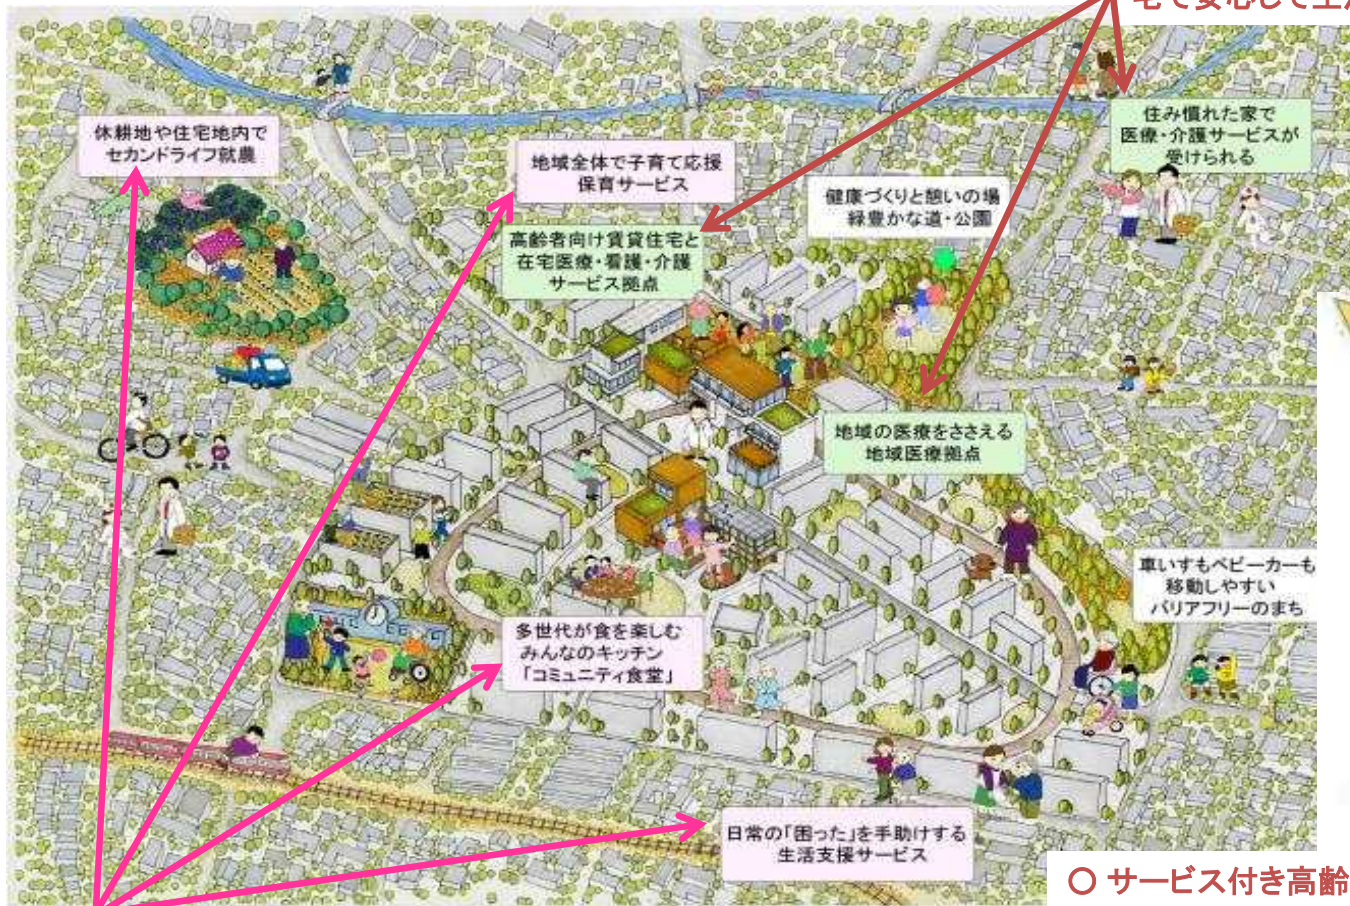 宅で安心して
住み慣れた家で
医療・介護サービスが
受けられる
休耕地や住宅地内で
セカンドライフ就農
地域全体で子育て応援
保育サービス
健康づくりと憩いの場
緑豊かな道・公園
高齢者向け賃貸住宅と
在宅医療・看護・介護
サービス拠点
地域の医療をささえる
地域医療拠点
車いすもベビーカーも
移動しやすい
バリアフリーのまち
多世代が食を楽しむ
みんなのキッチン
「コミュニティ食堂」
日常の「困った」を手助けする
生活支援サービス
○ サービス付き高齢